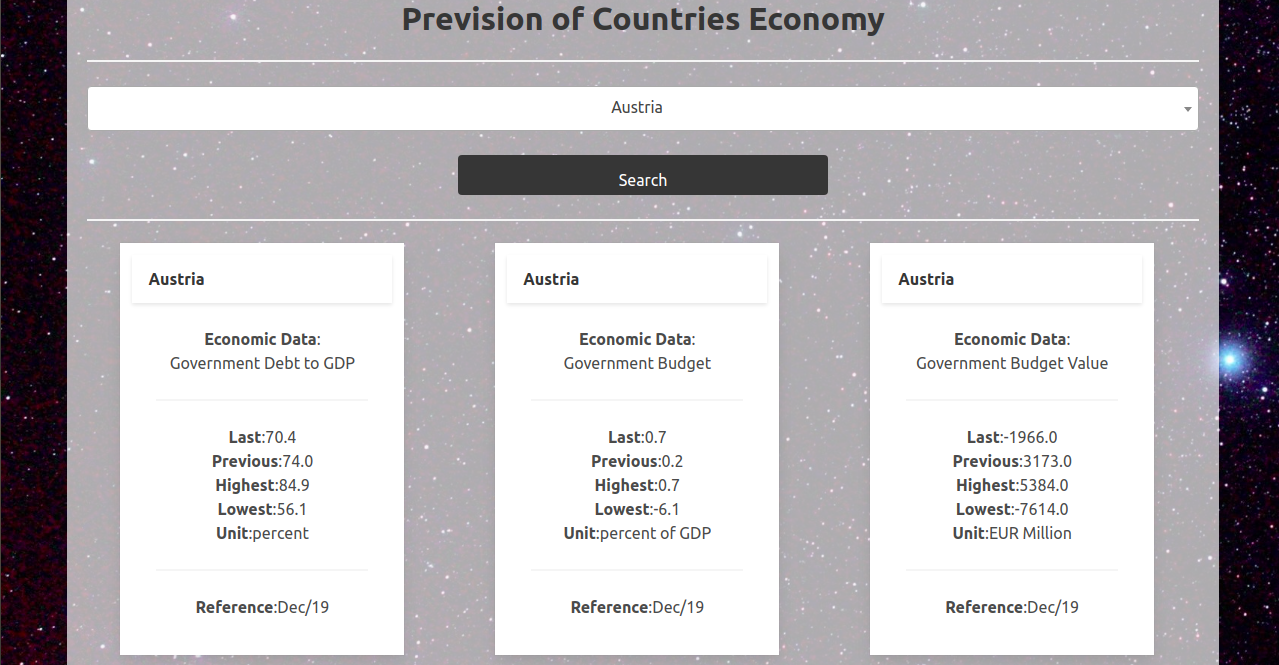 Prevision of Countries Economy
Austria
Search
Austria
Economic Data:
Government Debt to GDP
Last:70.4
Previous:74.0
Highest:84.9
Lowest:56.1
Unit:percent
Reference:Dec/19
Austria
Economic Data:
Government Budget
Last:0.7
Previous:0.2
Highest:0.7
Lowest:-6.1
Unit:percent of GDP
Reference:Dec/19
Austria
Economic Data:
Government Budget Value
Last:-1966.0
Previous:3173.0
Highest:5384.0
Lowest:-7614.0
Unit:EUR Million
Reference:Dec/19